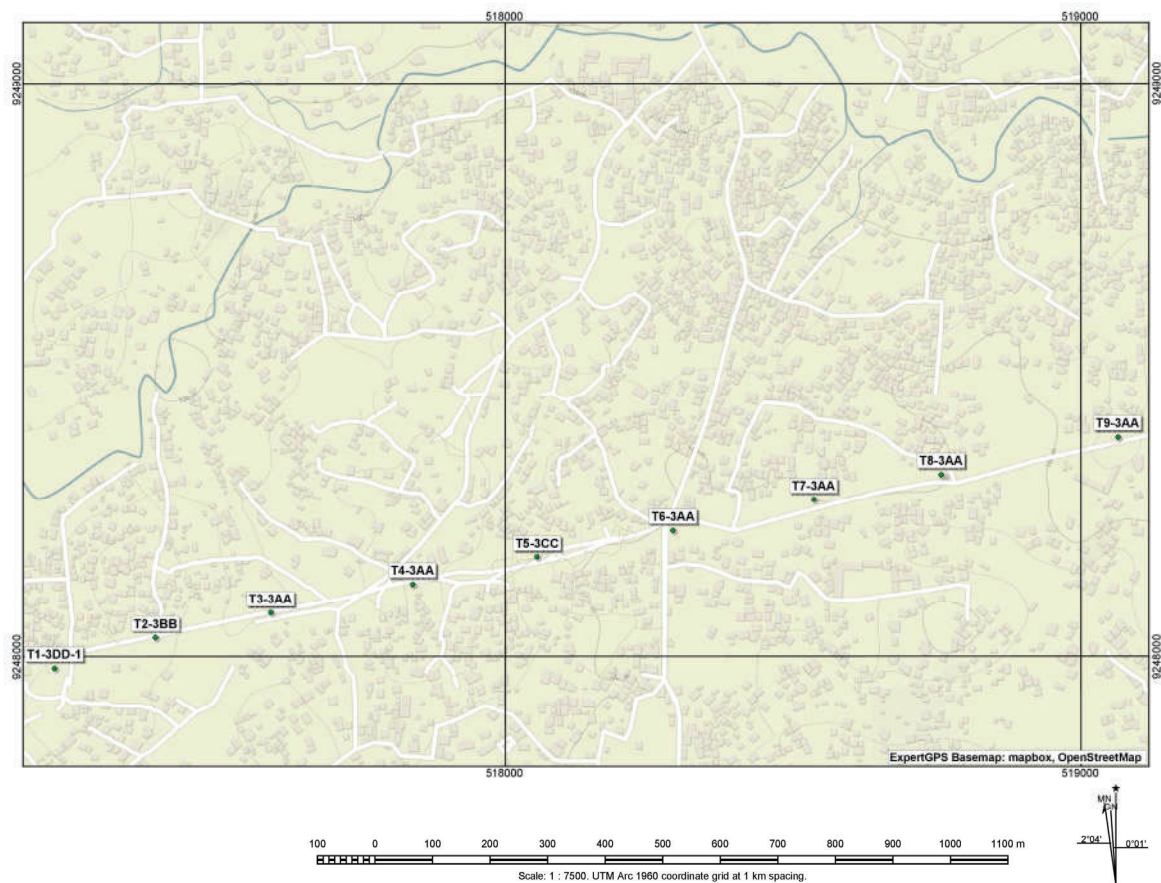 518000
519000
9249000
9249000
T9-3AA
T8-3AA
T7-3AA
T6-3AA
T5-3CC
T4-3AA
T3-3AA
T2-3BB
T1-3DD-1
9248000
9248000
ExpertGPS Basemap: mapbox, OpenStreetMap
518000
519000
MN
GN
2°04'
0°01'
100 0 100 200 300 400 500 600 700 800 900 1000 1100 m
Scale: 1 : 7500. UTM Arc 1960 coordinate grid at 1 km spacing.